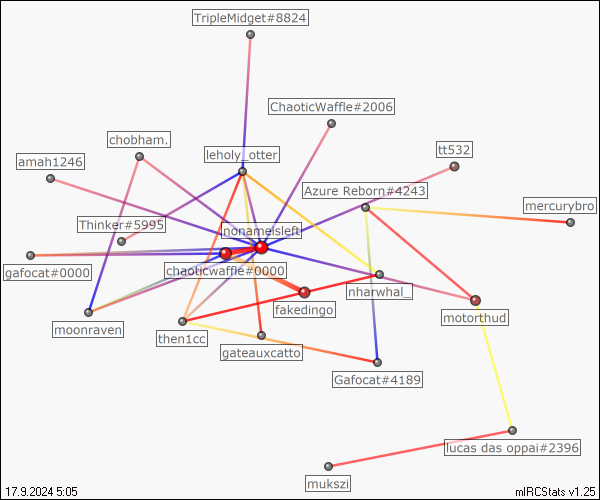 TripleMidget#8824
ChaoticWaffle#2006
chobham.
tt532
leholy_otter
amah1246
Azure Reborn#4243
mercurybro
Thinker#5995
nonameisleft
gafocat#0000
chaoticwaffle#0000
nharwhal_
fakedingo
motorthud
moonraven
then1cc
gateauxcatto
Gafocat#4189
lucas das oppai#2396
mukszi
17.9.2024 5:05
mIRCStats v1.25